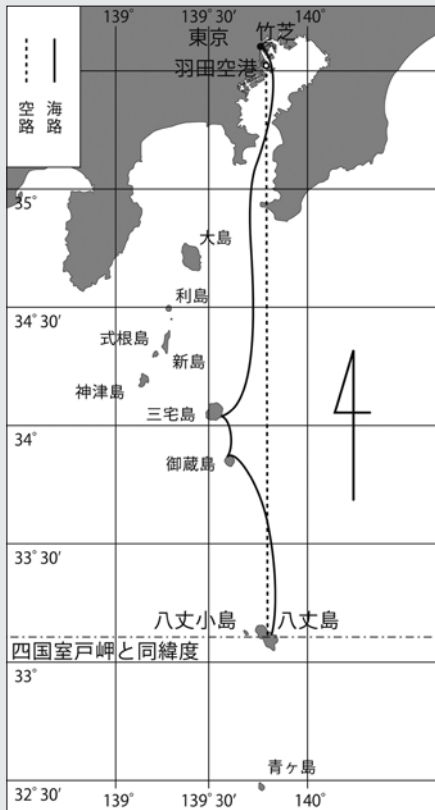 139° 139° 30′ 140°
東京
竹芝
羽田空港
空路
海路
35°
大島
利島
34° 30′
式根島
新島
神津島
三宅島
34°
御蔵島
33° 30′
八丈小島
八丈島
四国室戸岬と同緯度
33°
青ヶ島
32° 30′
139° 139° 30′ 140°